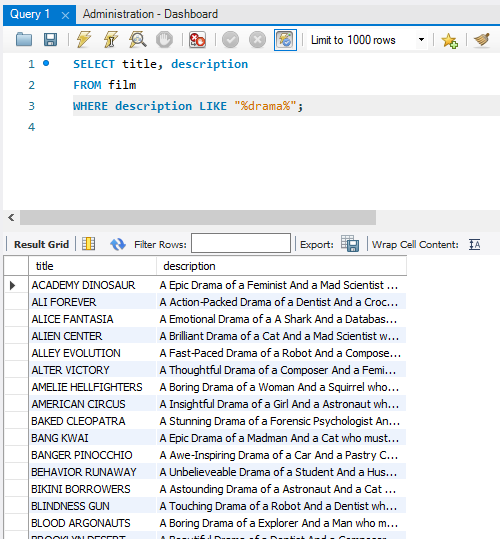 Query 1 Administration - Dashboard
Limit to 1000 rows
1 SELECT title, description
2 FROM film
3 WHERE description LIKE "%drama%";
4
Result Grid Filter Rows: Export: Wrap Cell Content:
title description
ACADEMY DINOSAUR A Epic Drama of a Feminist And a Mad Scientist ...
ALI FOREVER A Action-Packed Drama of a Dentist And a Croc...
ALICE FANTASIA A Emotional Drama of a A Shark And a Databas...
ALIEN CENTER A Brilliant Drama of a Cat And a Mad Scientist w...
ALLEY EVOLUTION A Fast-Paced Drama of a Robot And a Compose...
ALTER VICTORY A Thoughtful Drama of a Composer And a Femi...
AMELIE HELLFIGHTERS A Boring Drama of a Woman And a Squirrel who...
AMERICAN CIRCUS A Insightful Drama of a Girl And a Astronaut wh...
BAKED CLEOPATRA A Stunning Drama of a Forensic Psychologist An...
BANG KWAI A Epic Drama of a Madman And a Cat who must...
BANGER PINOCCHIO A Awe-Inspiring Drama of a Car And a Pastry C...
BEHAVIOR RUNAWAY A Unbelieveable Drama of a Student And a Hus...
BIKINI BORROWERS A Astounding Drama of a Astronaut And a Cat ...
BLINDNESS GUN A Touching Drama of a Robot And a Dentist wh...
BLOOD ARGONAUTS A Boring Drama of a Explorer And a Man who m...
BROOKLYN DESERT A Beautiful Drama of a Dentist And a Composer